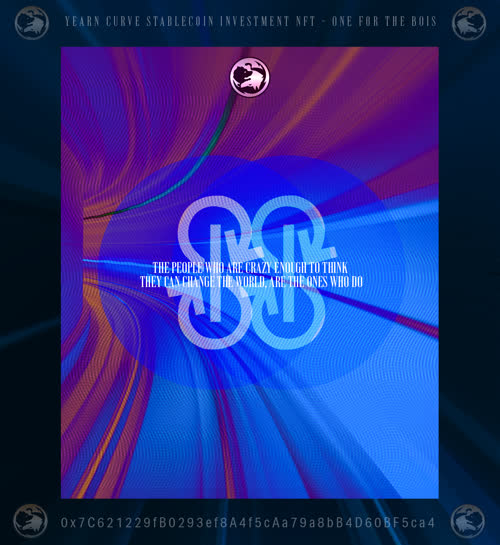 YEARN CURVE STABLECOIN INVESTMENT NFT - ONE FOR THE BOIS
THE PEOPLE WHO ARE CRAZY ENOUGH TO THINK
THEY CAN CHANGE THE WORLD, ARE THE ONES WHO DO
0x7C621229fB0293ef8A4f5cAa79a8bB4D60BF5ca4